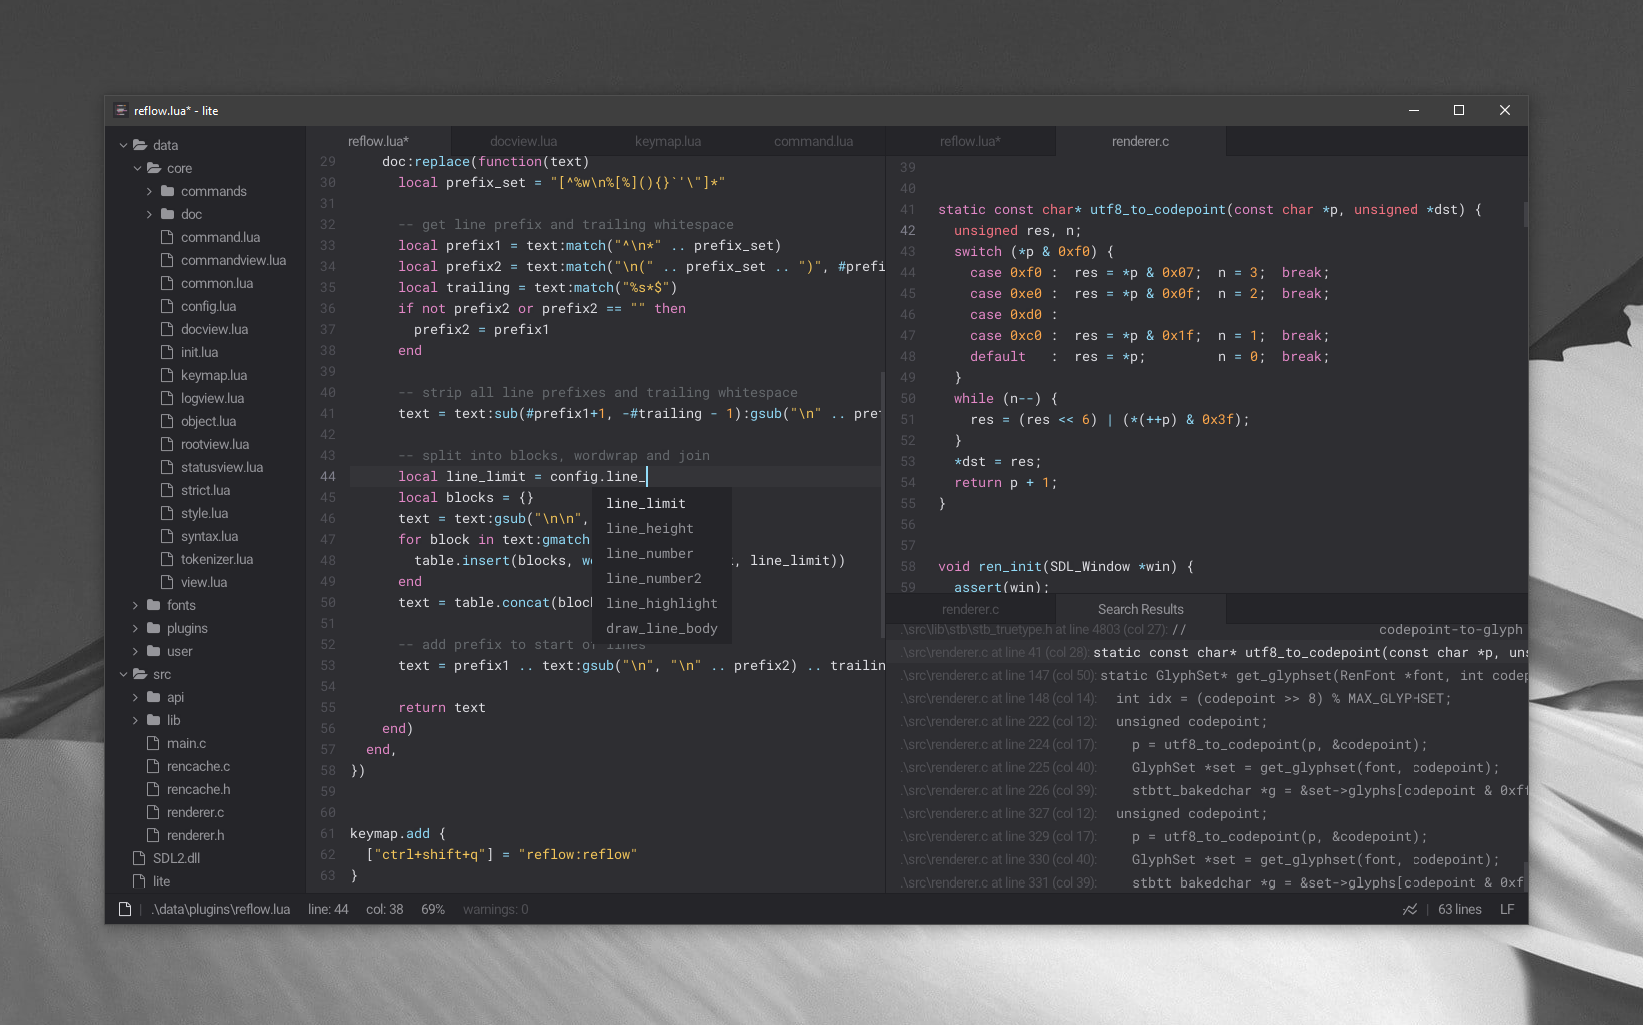 reflow.lua* - lite
data
core
commands
doc
command.lua
commandview.lua
common.lua
config.lua
docview.lua
init.lua
keymap.lua
logview.lua
object.lua
rootview.lua
statusview.lua
strict.lua
style.lua
syntax.lua
tokenizer.lua
view.lua
fonts
plugins
user
src
api
lib
main.c
rencache.c
rencache.h
renderer.c
renderer.h
SDL2.dll
lite
reflow.lua* docview.lua keymap.lua command.lua
29 doc:replace(function(text)
30 local prefix_set = "[^%w\n%[%](){}`'\"]*"
31
32 -- get line prefix and trailing whitespace
33 local prefix1 = text:match("^\n*" .. prefix_set)
34 local prefix2 = text:match("\n(" .. prefix_set .. ")", #prefi
35 local trailing = text:match("%s*$")
36 if not prefix2 or prefix2 == "" then
37 prefix2 = prefix1
38 end
39
40 -- strip all line prefixes and trailing whitespace
41 text = text:sub(#prefix1+1, -#trailing - 1):gsub("\n" .. pref
42
43 -- split into blocks, wordwrap and join
44 local line_limit = config.line_
45 local blocks = {}
46 text = text:gsub("\n\n",
47 for block in text:gmatch
48 table.insert(blocks, wo , line_limit))
49 end
50 text = table.concat(block
51
52 -- add prefix to start of lines
53 text = prefix1 .. text:gsub("\n", "\n" .. prefix2) .. trailin
54
55 return text
56 end)
57 end,
58 })
59
60
61 keymap.add {
62 ["ctrl+shift+q"] = "reflow:reflow"
63 }
line_limit
line_height
line_number
line_number2
line_highlight
draw_line_body
reflow.lua* renderer.c
39
40
41 static const char* utf8_to_codepoint(const char *p, unsigned *dst) {
42 unsigned res, n;
43 switch (*p & 0xf0) {
44 case 0xf0 : res = *p & 0x07; n = 3; break;
45 case 0xe0 : res = *p & 0x0f; n = 2; break;
46 case 0xd0 :
47 case 0xc0 : res = *p & 0x1f; n = 1; break;
48 default : res = *p; n = 0; break;
49 }
50 while (n--) {
51 res = (res << 6) | (*(++p) & 0x3f);
52 }
53 *dst = res;
54 return p + 1;
55 }
56
57
58 void ren_init(SDL_Window *win) {
59 assert(win);
renderer.c Search Results
.\src\lib\stb\stb_truetype.h at line 4803 (col 27): // codepoint-to-glyph
.\src\renderer.c at line 41 (col 28): static const char* utf8_to_codepoint(const char *p, uns
.\src\renderer.c at line 147 (col 50): static GlyphSet* get_glyphset(RenFont *font, int codep
.\src\renderer.c at line 148 (col 14): int idx = (codepoint >> 8) % MAX_GLYPHSET;
.\src\renderer.c at line 222 (col 12): unsigned codepoint;
.\src\renderer.c at line 224 (col 17): p = utf8_to_codepoint(p, &codepoint);
.\src\renderer.c at line 225 (col 40): GlyphSet *set = get_glyphset(font, codepoint);
.\src\renderer.c at line 226 (col 39): stbtt_bakedchar *g = &set->glyphs[codepoint & 0xff
.\src\renderer.c at line 327 (col 12): unsigned codepoint;
.\src\renderer.c at line 329 (col 17): p = utf8_to_codepoint(p, &codepoint);
.\src\renderer.c at line 330 (col 40): GlyphSet *set = get_glyphset(font, codepoint);
.\src\renderer.c at line 331 (col 39): stbtt_bakedchar *g = &set->glyphs[codepoint & 0xf
.\data\plugins\reflow.lua line: 44 col: 38 69% warnings: 0 63 lines LF